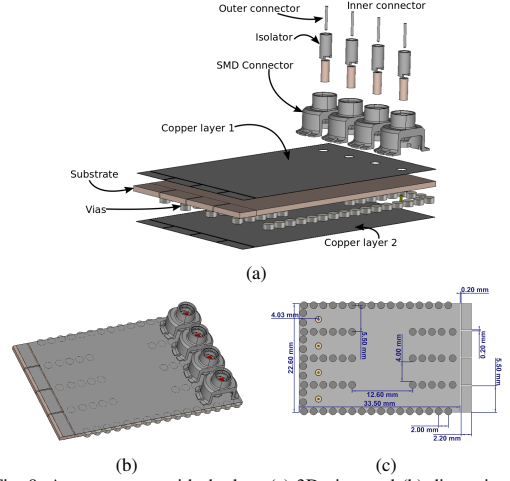 Outer connector
Inner connector
Isolator
SMD Connector
Copper layer 1
Substrate
Vias
Copper layer 2
(a)
0.20 mm
4.03 mm
5.50 mm
0.20 mm
22.60 mm
4.00 mm
5.50 mm
12.60 mm
33.50 mm
2.00 mm
2.20 mm
(b)
(c)